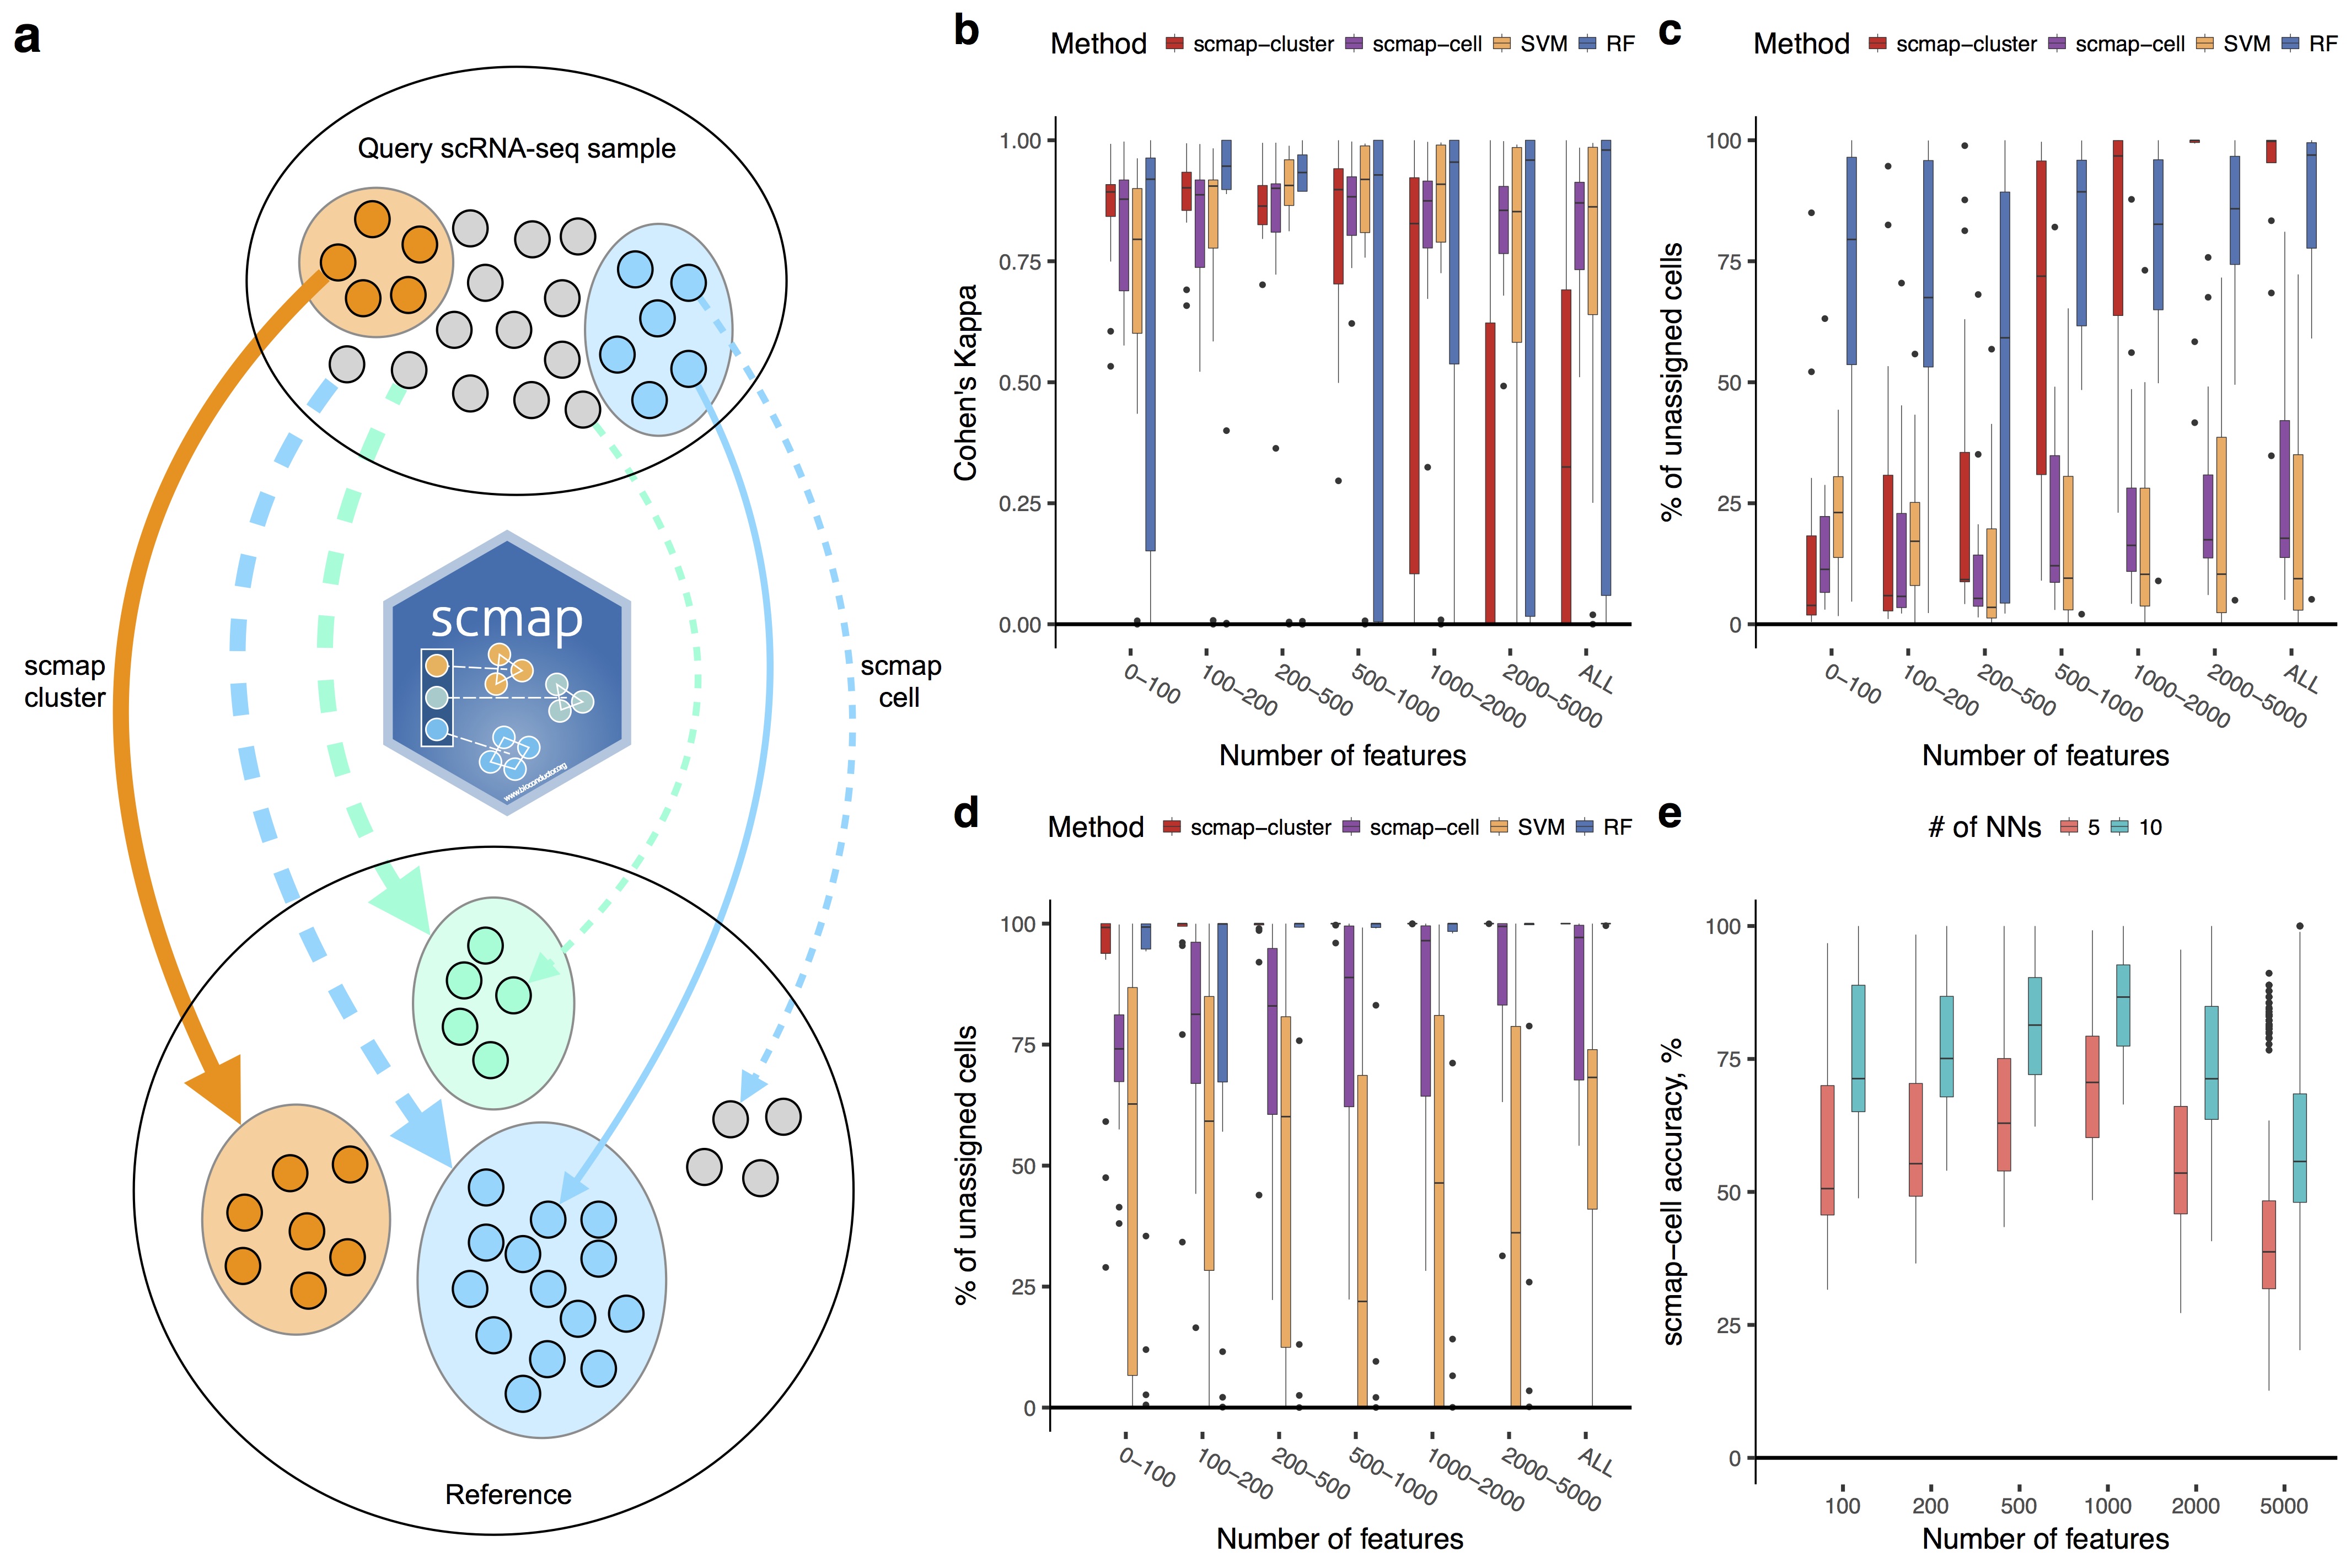 a
Query scRNA-seq sample
scmap
cluster
scmap
www.bioconductor.org
scmap
cell
Reference
b
Method scmap−cluster scmap−cell SVM RF
Cohen's Kappa
1.00
0.75
0.50
0.25
0.00
0−100 100−200 200−500 500−1000 1000−2000 2000−5000 ALL
Number of features
c
Method scmap−cluster scmap−cell SVM RF
% of unassigned cells
100
75
50
25
0
0−100 100−200 200−500 500−1000 1000−2000 2000−5000 ALL
Number of features
d
Method scmap−cluster scmap−cell SVM RF
% of unassigned cells
100
75
50
25
0
0−100 100−200 200−500 500−1000 1000−2000 2000−5000 ALL
Number of features
e
# of NNs 5 10
scmap−cell accuracy, %
100
75
50
25
0
100 200 500 1000 2000 5000
Number of features